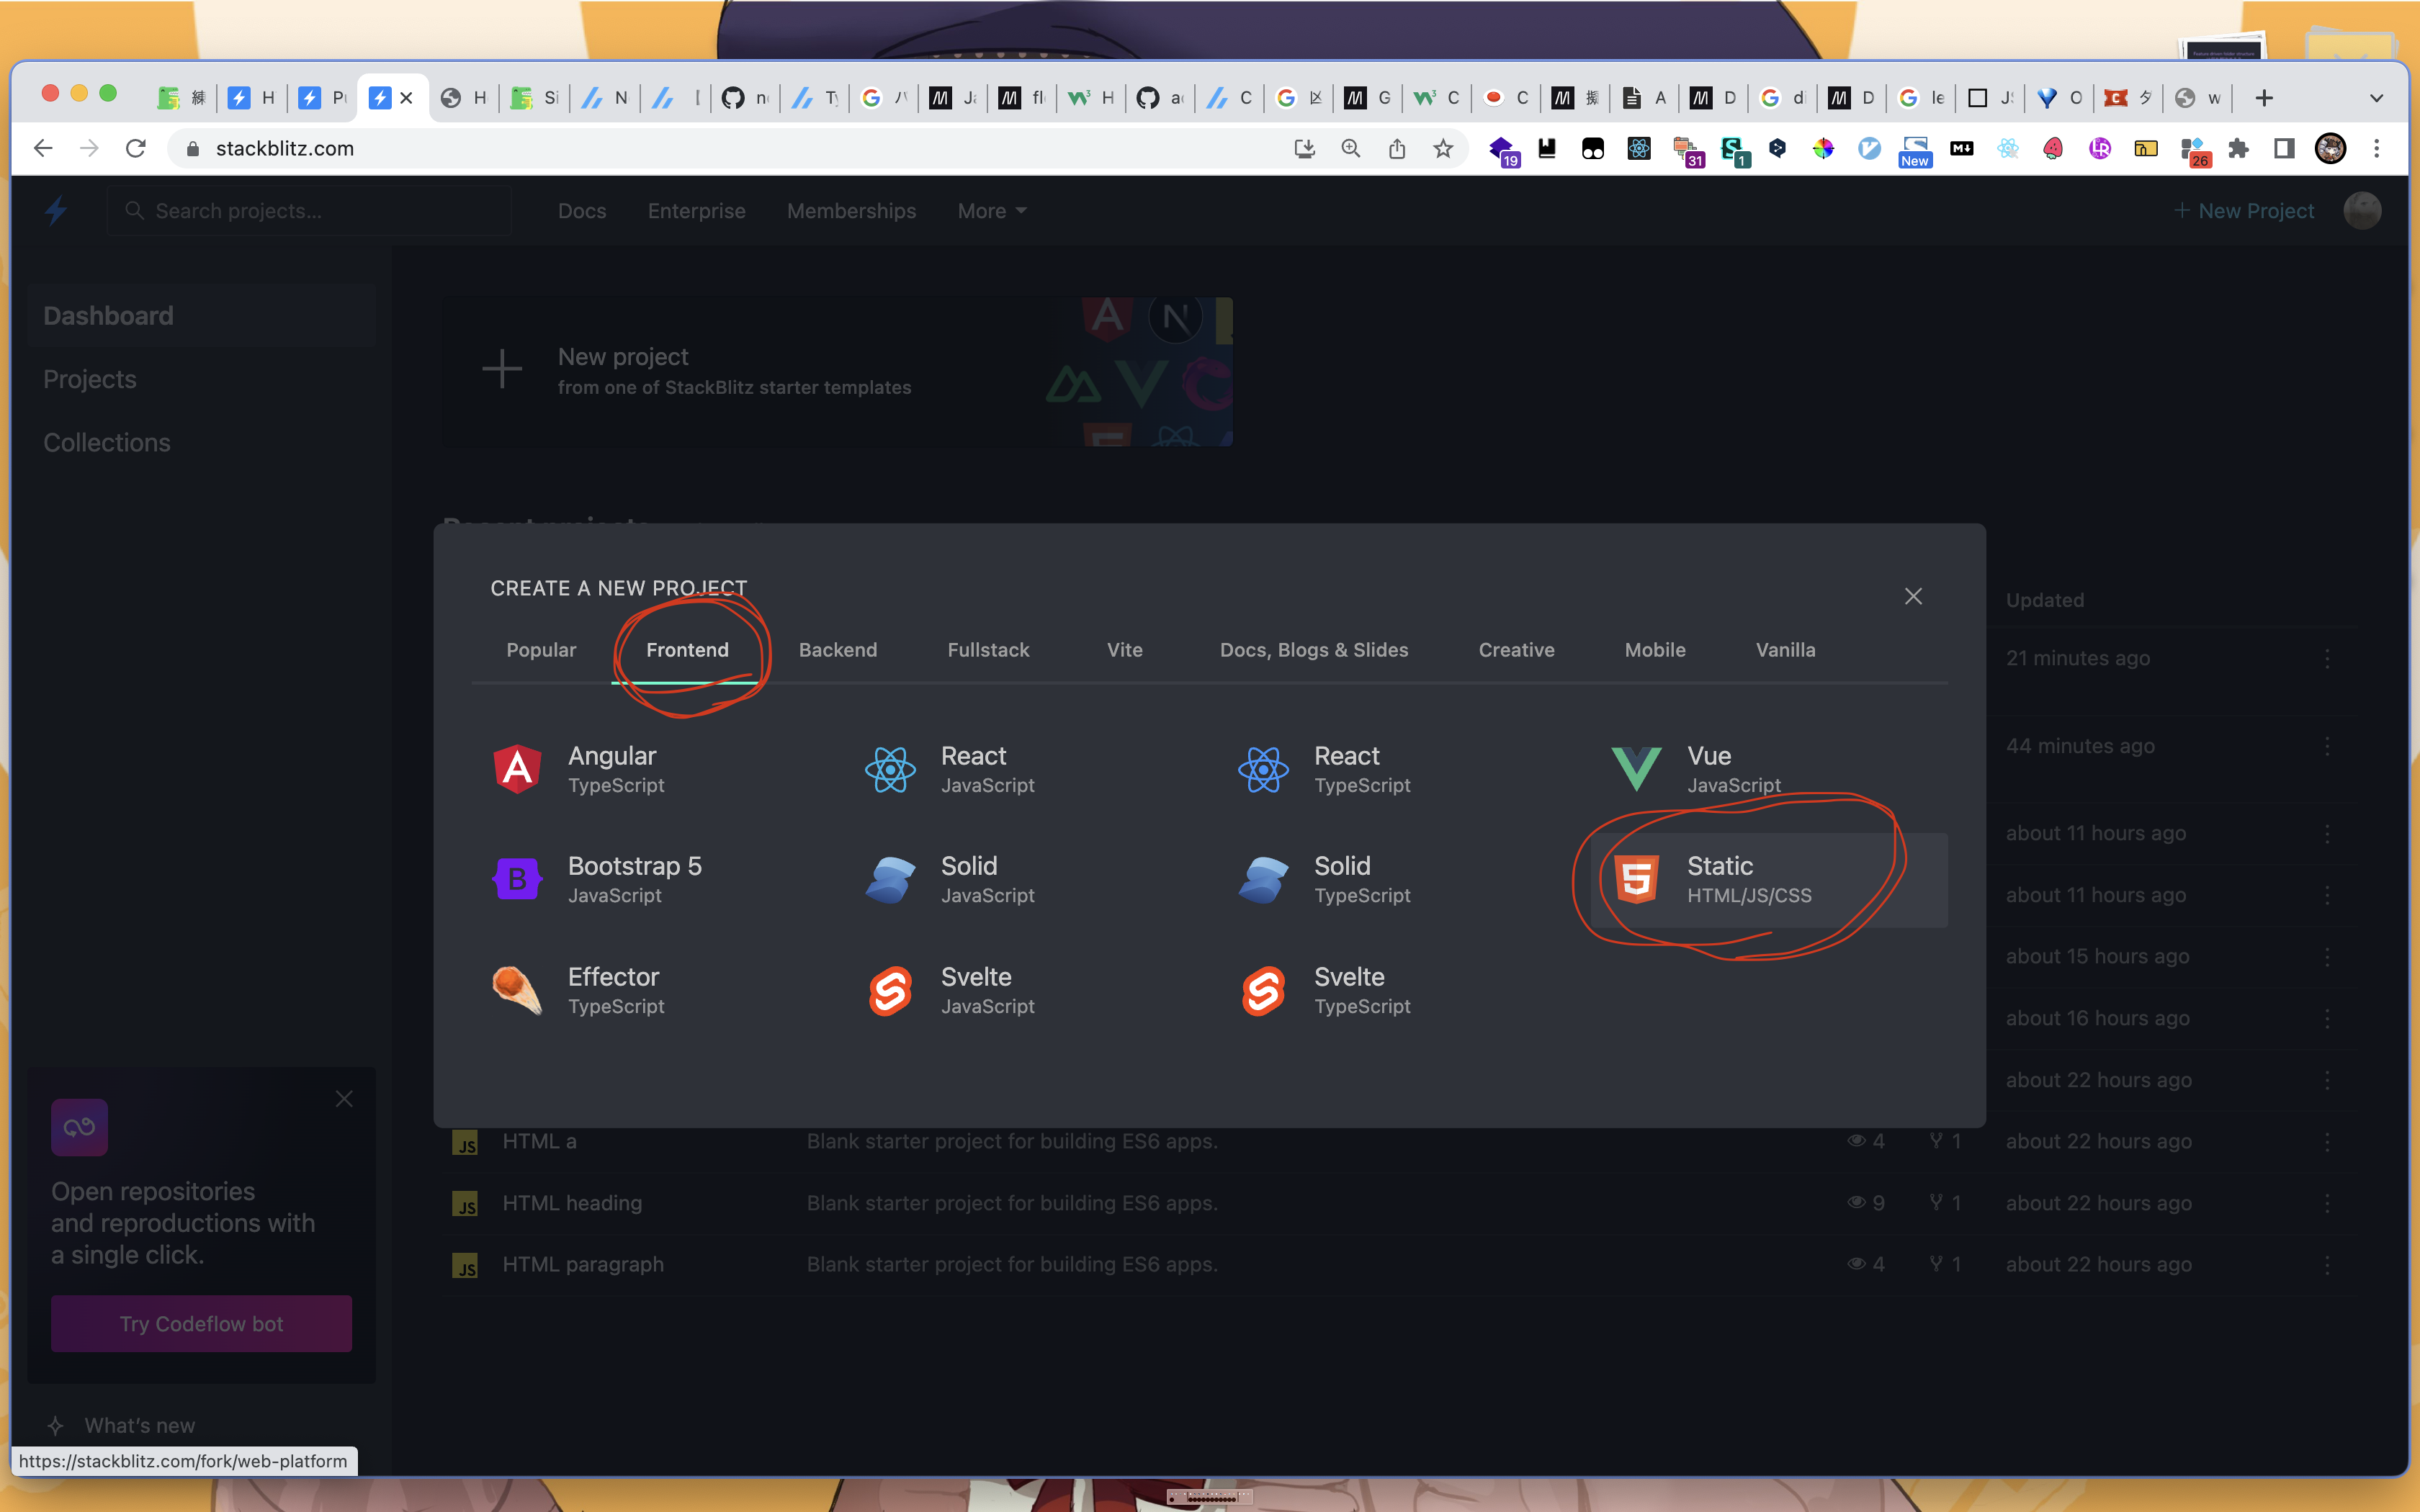 stackblitz.com
19
31
1
New
26
Search projects...
Docs
Enterprise
Memberships
More
+ New Project
Dashboard
Projects
Collections
New project
from one of StackBlitz starter templates
CREATE A NEW PROJECT
Popular
Frontend
Backend
Fullstack
Vite
Docs, Blogs & Slides
Creative
Mobile
Vanilla
Angular
TypeScript
React
JavaScript
React
TypeScript
Vue
JavaScript
Bootstrap 5
JavaScript
Solid
JavaScript
Solid
TypeScript
Static
HTML/JS/CSS
Effector
TypeScript
Svelte
JavaScript
Svelte
TypeScript
Updated
21 minutes ago
44 minutes ago
about 11 hours ago
about 11 hours ago
about 15 hours ago
about 16 hours ago
about 22 hours ago
JS HTML a Blank starter project for building ES6 apps. 4 1 about 22 hours ago
JS HTML heading Blank starter project for building ES6 apps. 9 1 about 22 hours ago
JS HTML paragraph Blank starter project for building ES6 apps. 4 1 about 22 hours ago
Open repositories
and reproductions with
a single click.
Try Codeflow bot
What's new
https://stackblitz.com/fork/web-platform